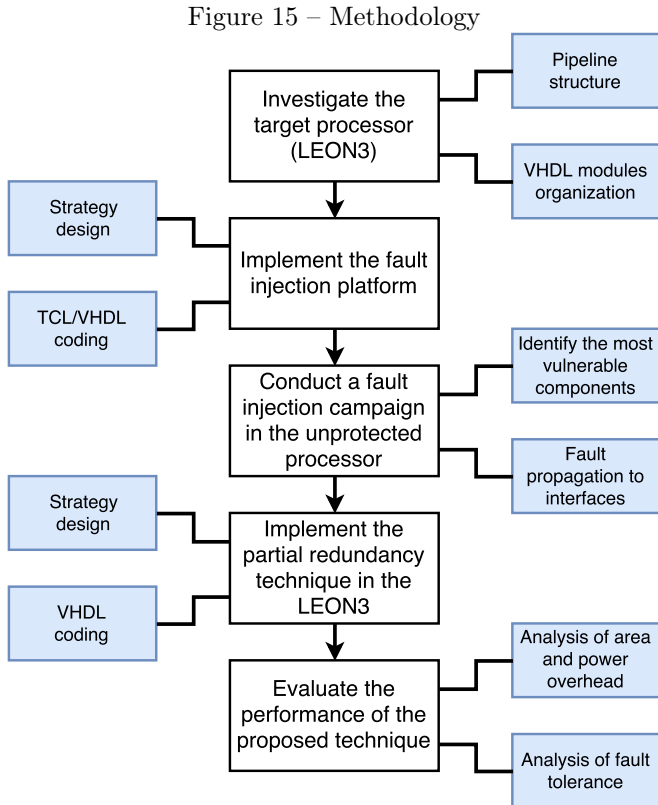 Figure 15 – Methodology
Pipeline
structure
Investigate the
target processor
(LEON3)
VHDL modules
organization
Strategy
design
Implement the fault
injection platform
TCL/VHDL
coding
Identify the most
vulnerable
components
Conduct a fault
injection campaign
in the unprotected
processor
Fault
propagation to
interfaces
Strategy
design
Implement the
partial redundancy
technique in the
LEON3
VHDL
coding
Analysis of area
and power
overhead
Evaluate the
performance of the
proposed technique
Analysis of fault
tolerance